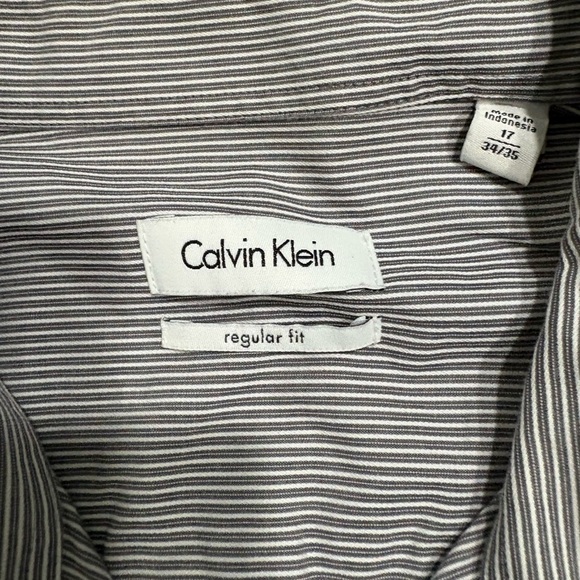 made in
Indonesia
17
34/35
Calvin Klein
regular fit